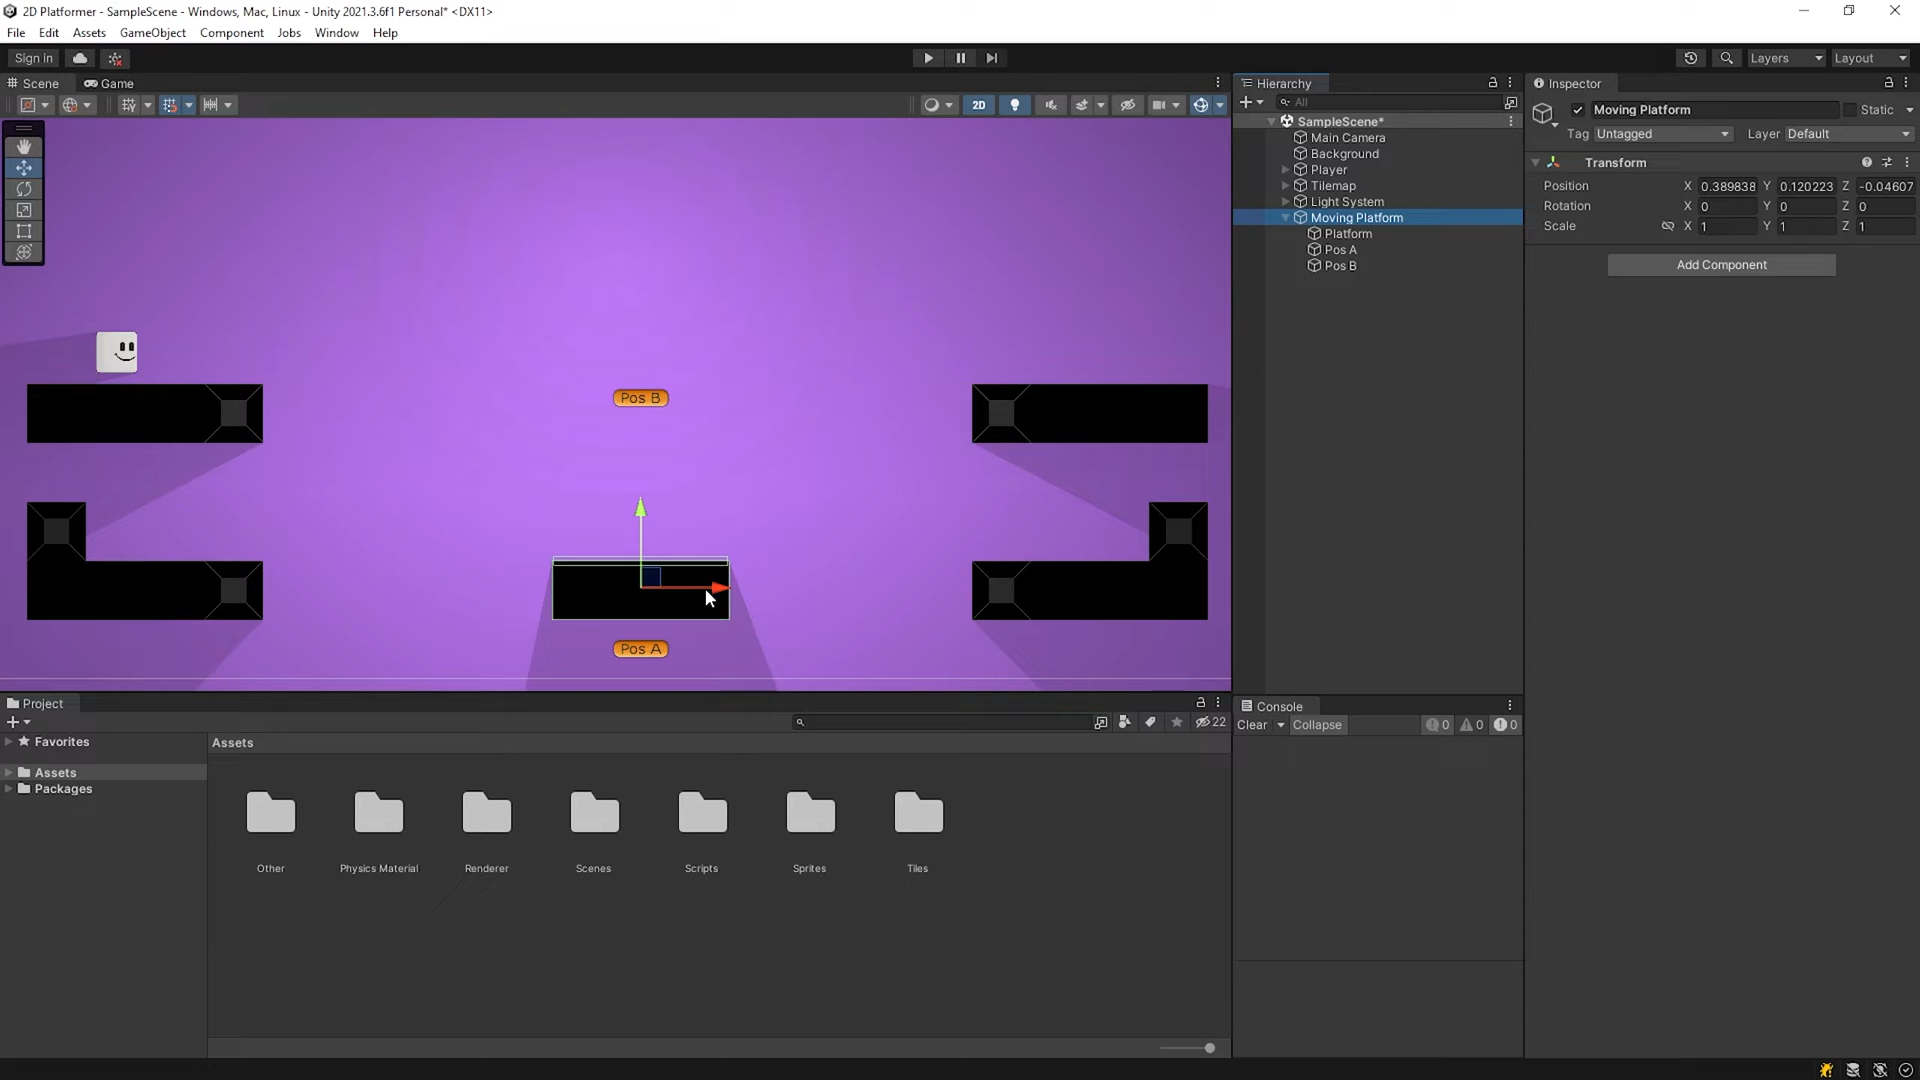 2D Platformer - SampleScene - Windows, Mac, Linux - Unity 2021.3.6f1 Personal* <DX11>
File Edit Assets GameObject Component Jobs Window Help
Sign in Layers Layout
Scene Game
2D
Pos B
Pos A
Hierarchy
All
SampleScene*
Main Camera
Background
Player
Tilemap
Light System
Moving Platform
Platform
Pos A
Pos B
Inspector
Moving Platform Static
Tag Untagged Layer Default
Transform
Position X 0.389838 Y 0.120223 Z -0.04607
Rotation X 0 Y 0 Z 0
Scale X 1 Y 1 Z 1
Add Component
Project
22
Favorites
Assets
Packages
Assets
Other Physics Material Renderer Scenes Scripts Sprites Tiles
Console
Clear Collapse 0 0 0